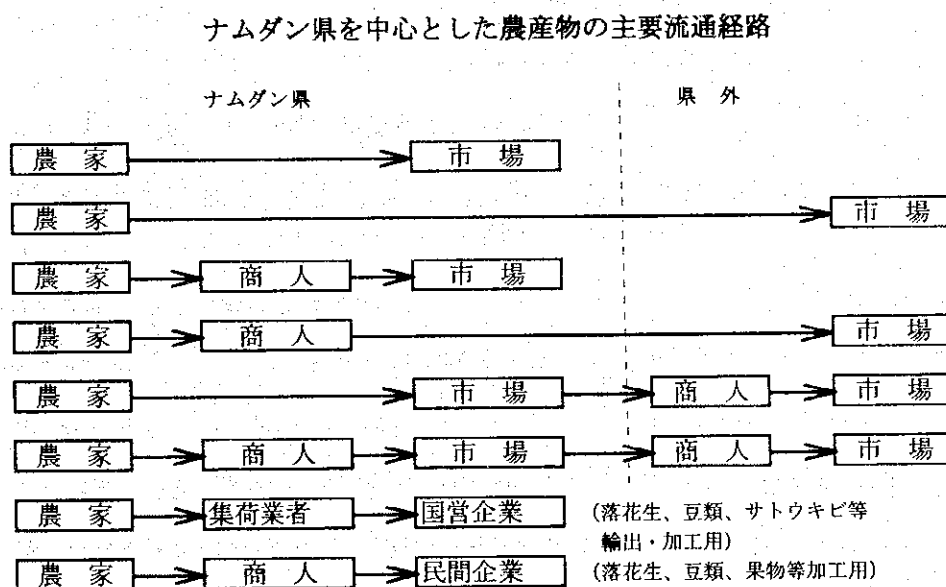 ナムダン県を中心とした農産物の主要流通経路
ナムダン県 県 外
農 家 市 場
農 家 市 場
農 家 商 人 市 場
農 家 商 人 市 場
農 家 市 場 商 人 市 場
農 家 商 人 市 場 商 人 市 場
農 家 集荷業者 国営企業 (落花生、豆類、サトウキビ等
輸出・加工用)
農 家 商 人 民間企業 (落花生、豆類、果物等加工用)